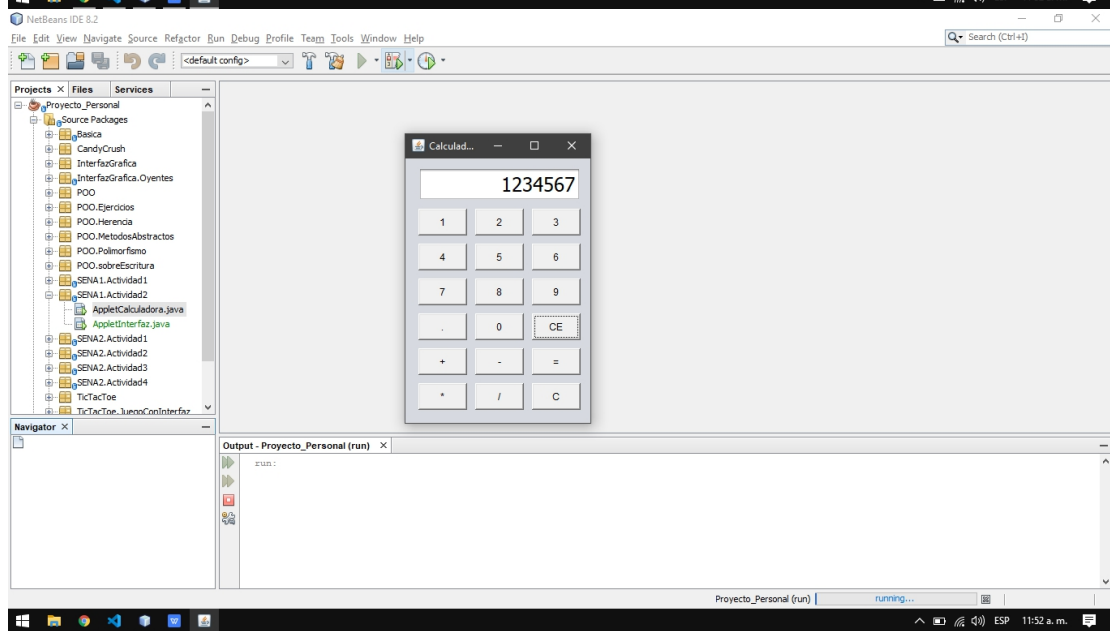 NetBeans IDE 8.2
File Edit View Navigate Source Refactor Run Debug Profile Team Tools Window Help
Search (Ctrl+I)
<default config>
Projects Files Services
Proyecto_Personal
Source Packages
Basica
CandyCrush
InterfazGrafica
InterfazGrafica.Oyentes
POO
POO.Ejercicios
POO.Herencia
POO.MetodosAbstractos
POO.Polimorfismo
POO.sobreEscritura
SENA1.Actividad1
SENA1.Actividad2
AppletCalculadora.java
AppletInterfaz.java
SENA2.Actividad1
SENA2.Actividad2
SENA2.Actividad3
SENA2.Actividad4
TicTacToe
TicTacToe.JuegoConInterfaz
Calculad...
1234567
1 2 3
4 5 6
7 8 9
. 0 CE
+ - =
* / C
Navigator
Output - Proyecto_Personal (run)
run:
Proyecto_Personal (run) running...
ESP 11:52 a. m.